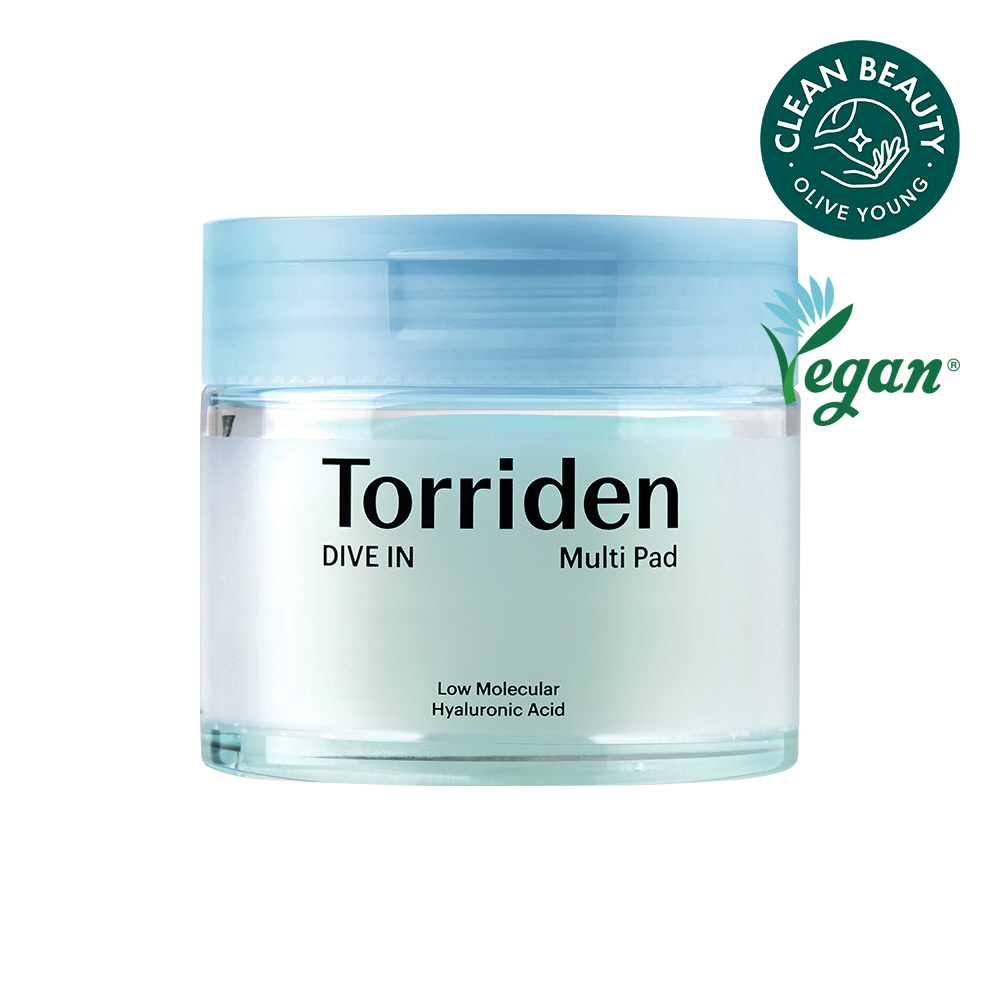 CLEAN BEAUTY
· OLIVE YOUNG ·
Vegan®
Torriden
DIVE IN Multi Pad
Low Molecular
Hyaluronic Acid